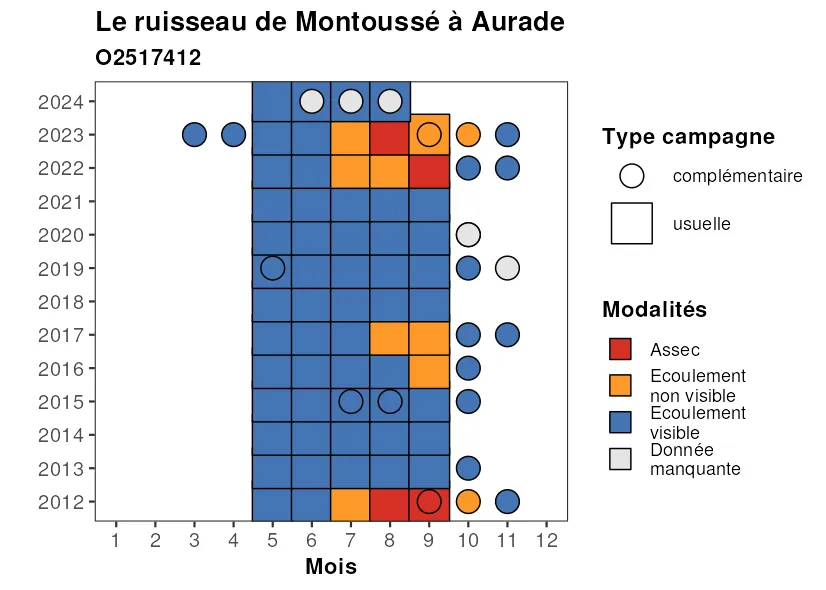 Le ruisseau de Montoussé à Aurade
O2517412
2024
2023
2022
2021
2020
2019
2018
2017
2016
2015
2014
2013
2012
1 2 3 4 5 6 7 8 9 10 11 12
Mois
Type campagne
complémentaire
usuelle
Modalités
Assec
Ecoulement
non visible
Ecoulement
visible
Donnée
manquante